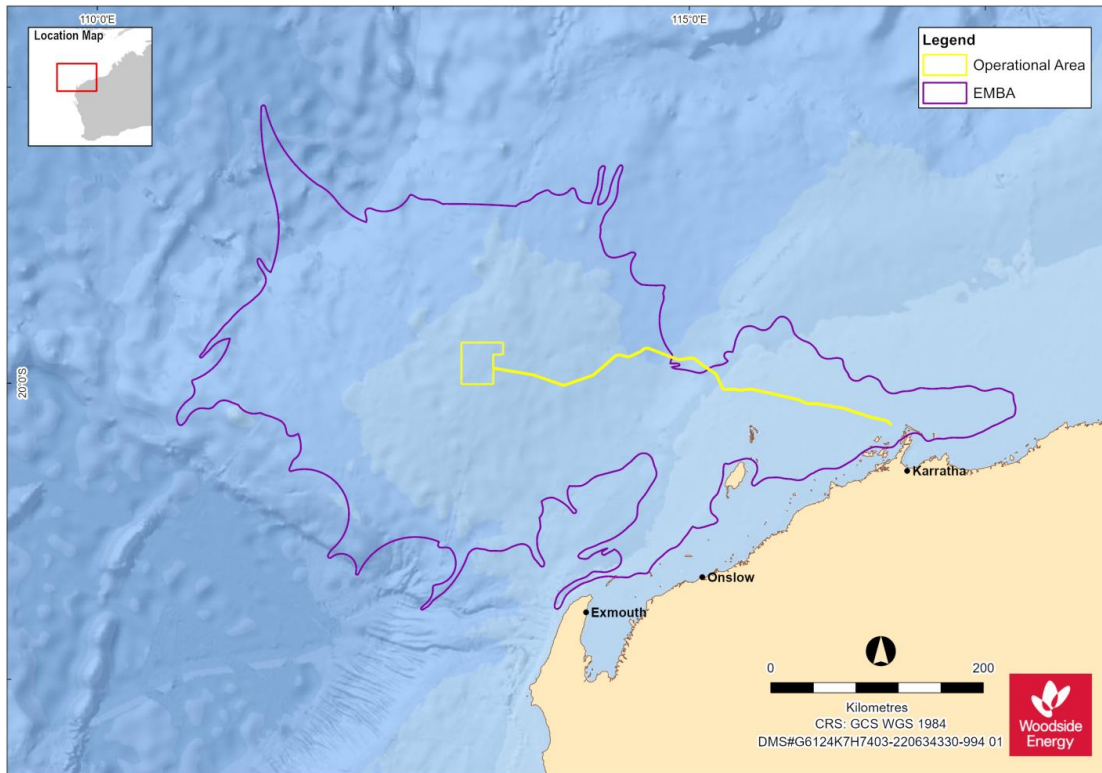 110°0'E
115°0'E
Location Map
Legend
Operational Area
EMBA
20°0'S
Karratha
Onslow
Exmouth
0
200
Kilometres
CRS: GCS WGS 1984
DMS#G6124K7H7403-220634330-994 01
Woodside
Energy